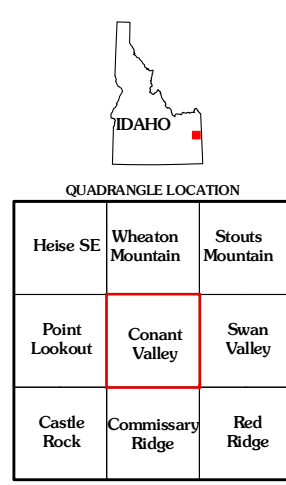 IDAHO
QUADRANGLE LOCATION
Heise SE
Wheaton
Mountain
Stouts
Mountain
Point
Lookout
Conant
Valley
Swan
Valley
Castle
Rock
Commissary
Ridge
Red
Ridge